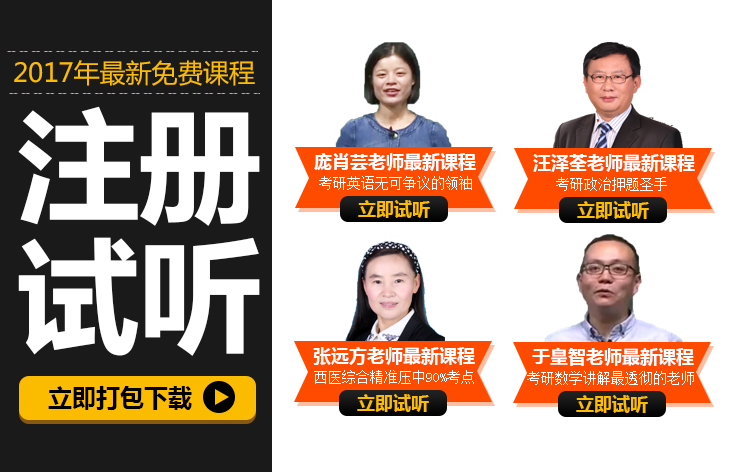 2017年最新免费课程
注册
试听
立即打包下载
庞肖芸老师最新课程
考研英语无可争议的领袖
立即试听
汪泽荃老师最新课程
考研政治押题圣手
立即试听
张远方老师最新课程
西医综合精准压中90%考点
立即试听
于皇智老师最新课程
考研数学讲解最透彻的老师
立即试听